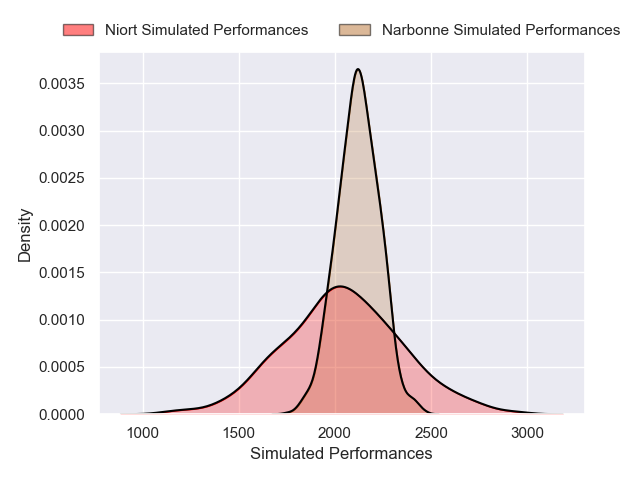 Niort Simulated Performances Narbonne Simulated Performances
0.0035
0.0030
0.0025
0.0020
0.0015
0.0010
0.0005
0.0000
Density
1000 1500 2000 2500 3000
Simulated Performances